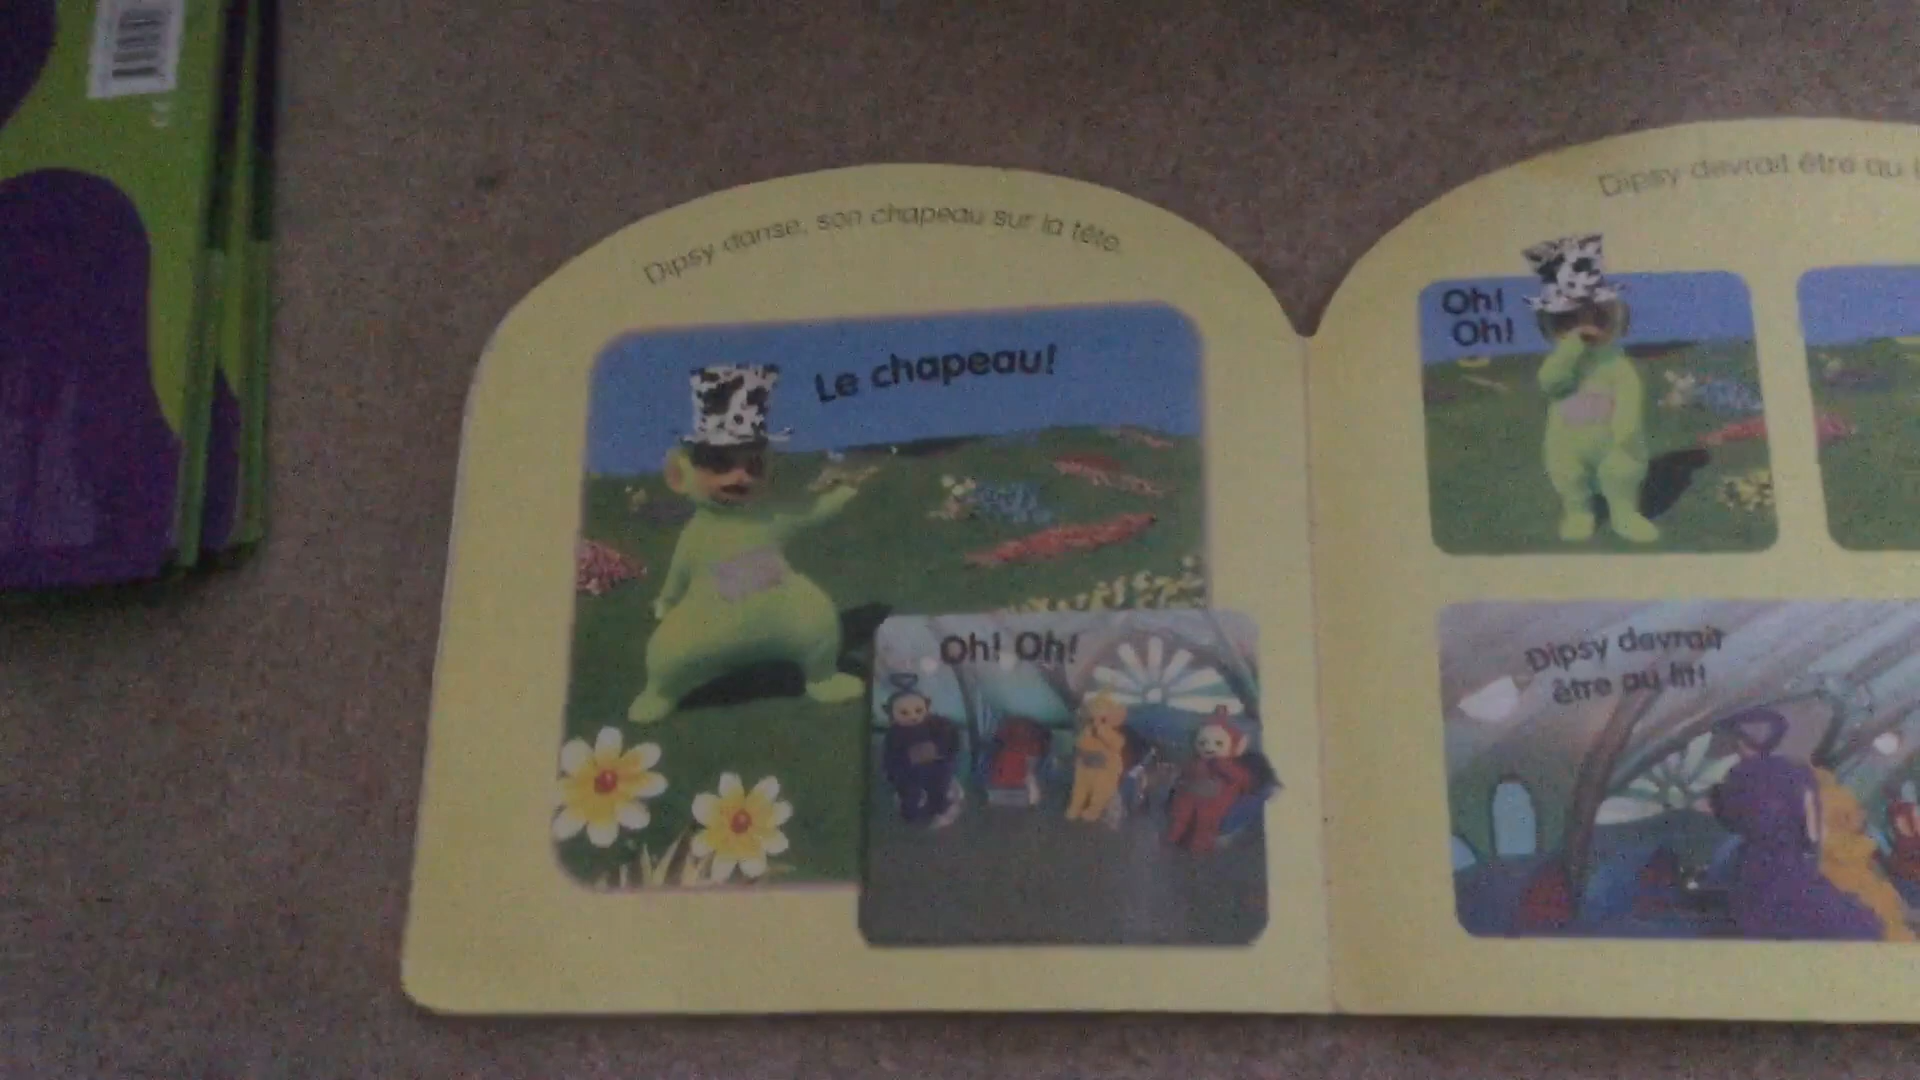 Dipsy danse, son chapeau sur la tête.
Le chapeau!
Oh! Oh!
Dipsy devrait être au
Oh!
Oh!
Dipsy devrait
être au lit!